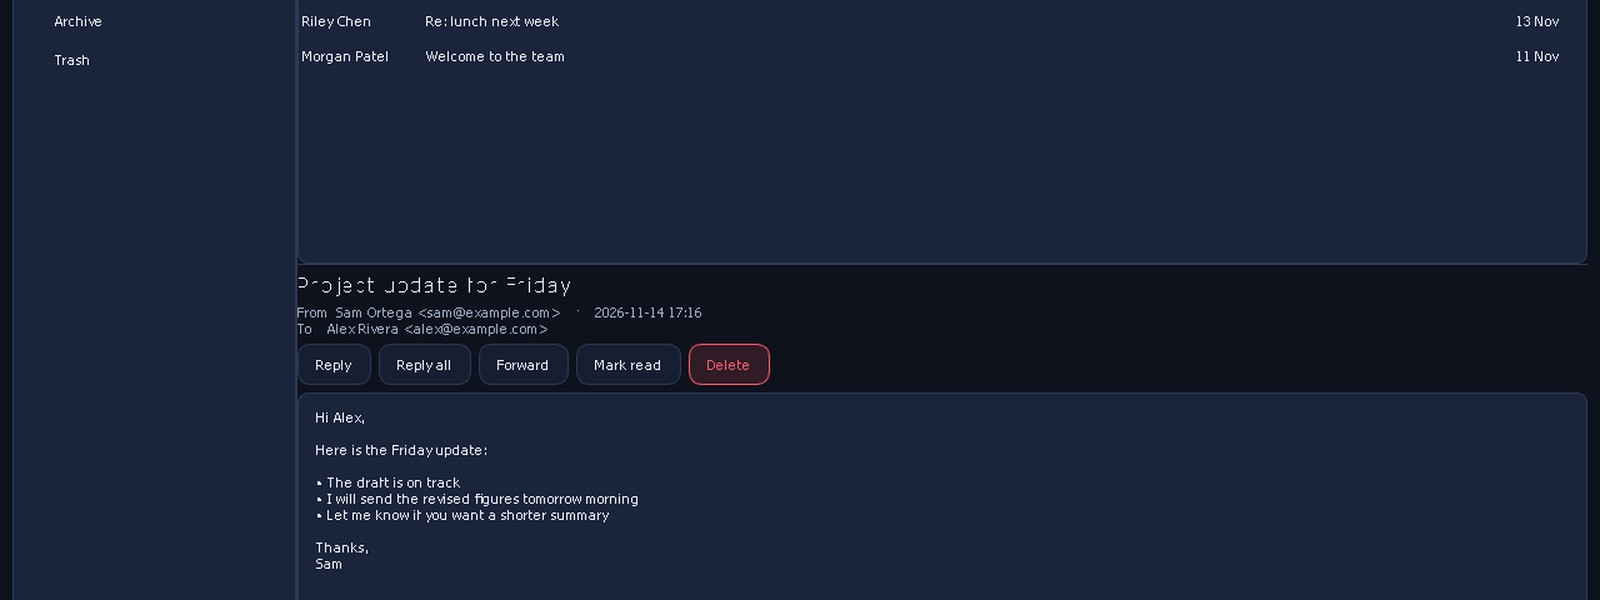 Archive
Riley Chen Re: lunch next week 13 Nov
Trash
Morgan Patel Welcome to the team 11 Nov
Project update for Friday
From Sam Ortega <sam@example.com> · 2026-11-14 17:16
To Alex Rivera <alex@example.com>
Reply Reply all Forward Mark read Delete
Hi Alex,
Here is the Friday update:
• The draft is on track
• I will send the revised figures tomorrow morning
• Let me know if you want a shorter summary
Thanks,
Sam